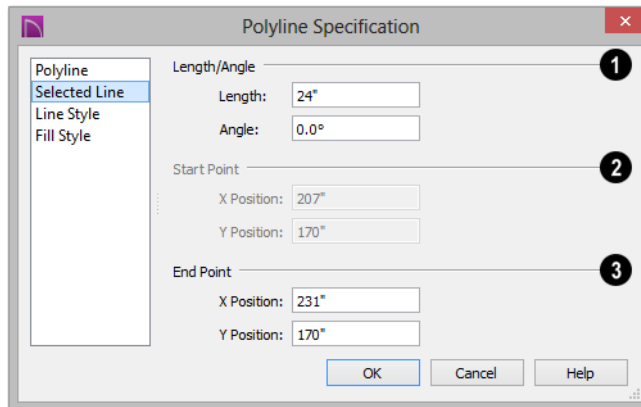 Polyline Specification
Polyline
Selected Line
Line Style
Fill Style
Length/Angle 1
Length: 24"
Angle: 0.0°
Start Point 2
X Position: 207"
Y Position: 170"
End Point 3
X Position: 231"
Y Position: 170"
OK Cancel Help